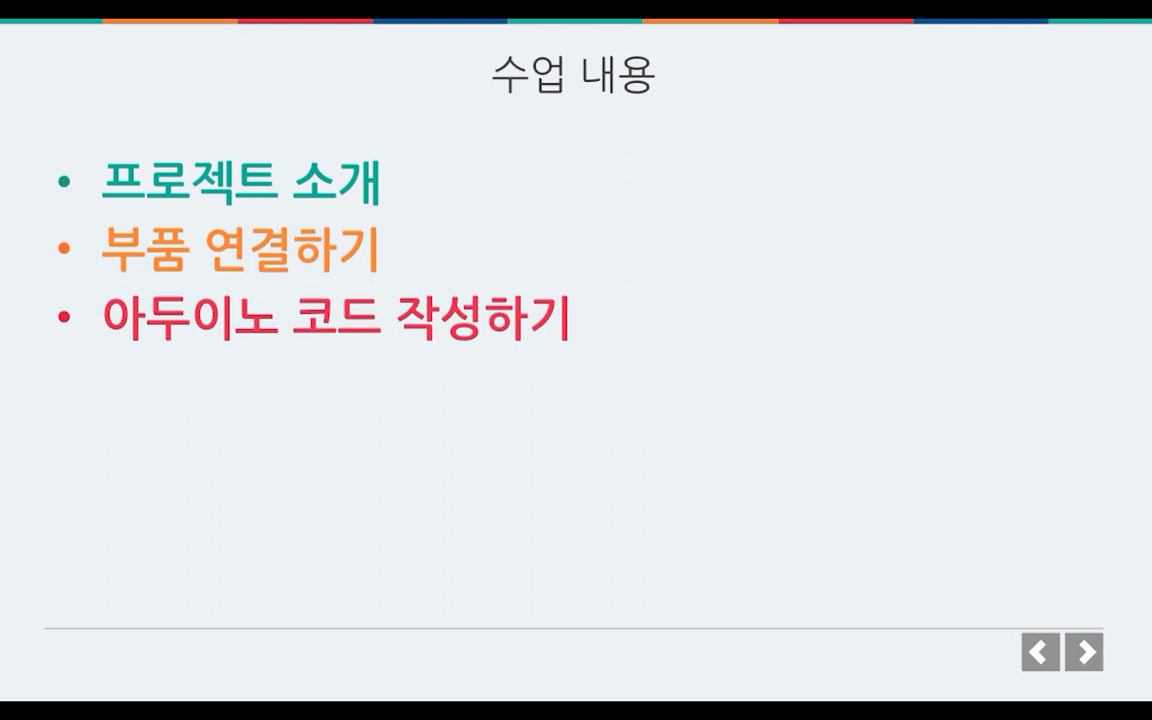 수업 내용
• 프로젝트 소개
• 부품 연결하기
• 아두이노 코드 작성하기